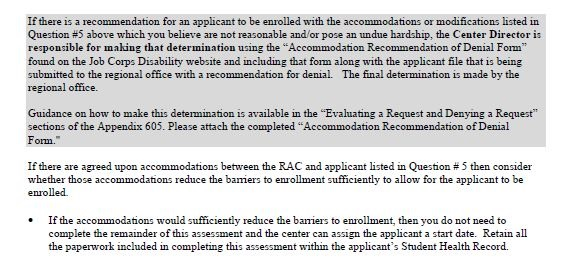 If there is a recommendation for an applicant to be enrolled with the accommodations or modifications listed in
Question #5 above which you believe are not reasonable and/or pose an undue hardship, the Center Director is
responsible for making that determination using the “Accommodation Recommendation of Denial Form”
found on the Job Corps Disability website and including that form along with the applicant file that is being
submitted to the regional office with a recommendation for denial. The final determination is made by the
regional office.
Guidance on how to make this determination is available in the “Evaluating a Request and Denying a Request”
sections of the Appendix 605. Please attach the completed “Accommodation Recommendation of Denial
Form."
If there are agreed upon accommodations between the RAC and applicant listed in Question # 5 then consider
whether those accommodations reduce the barriers to enrollment sufficiently to allow for the applicant to be
enrolled.
• If the accommodations would sufficiently reduce the barriers to enrollment, then you do not need to
complete the remainder of this assessment and the center can assign the applicant a start date. Retain all
the paperwork included in completing this assessment within the applicant’s Student Health Record.